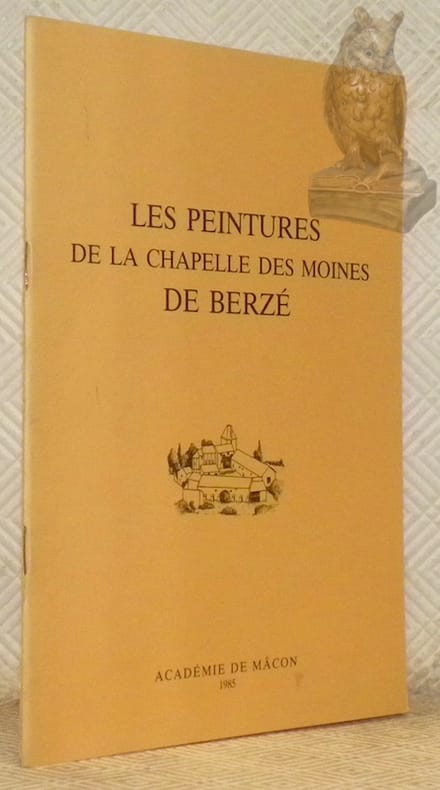 LES PEINTURES
DE LA CHAPELLE DES MOINES
DE BERZÉ
ACADÉMIE DE MÂCON
1985